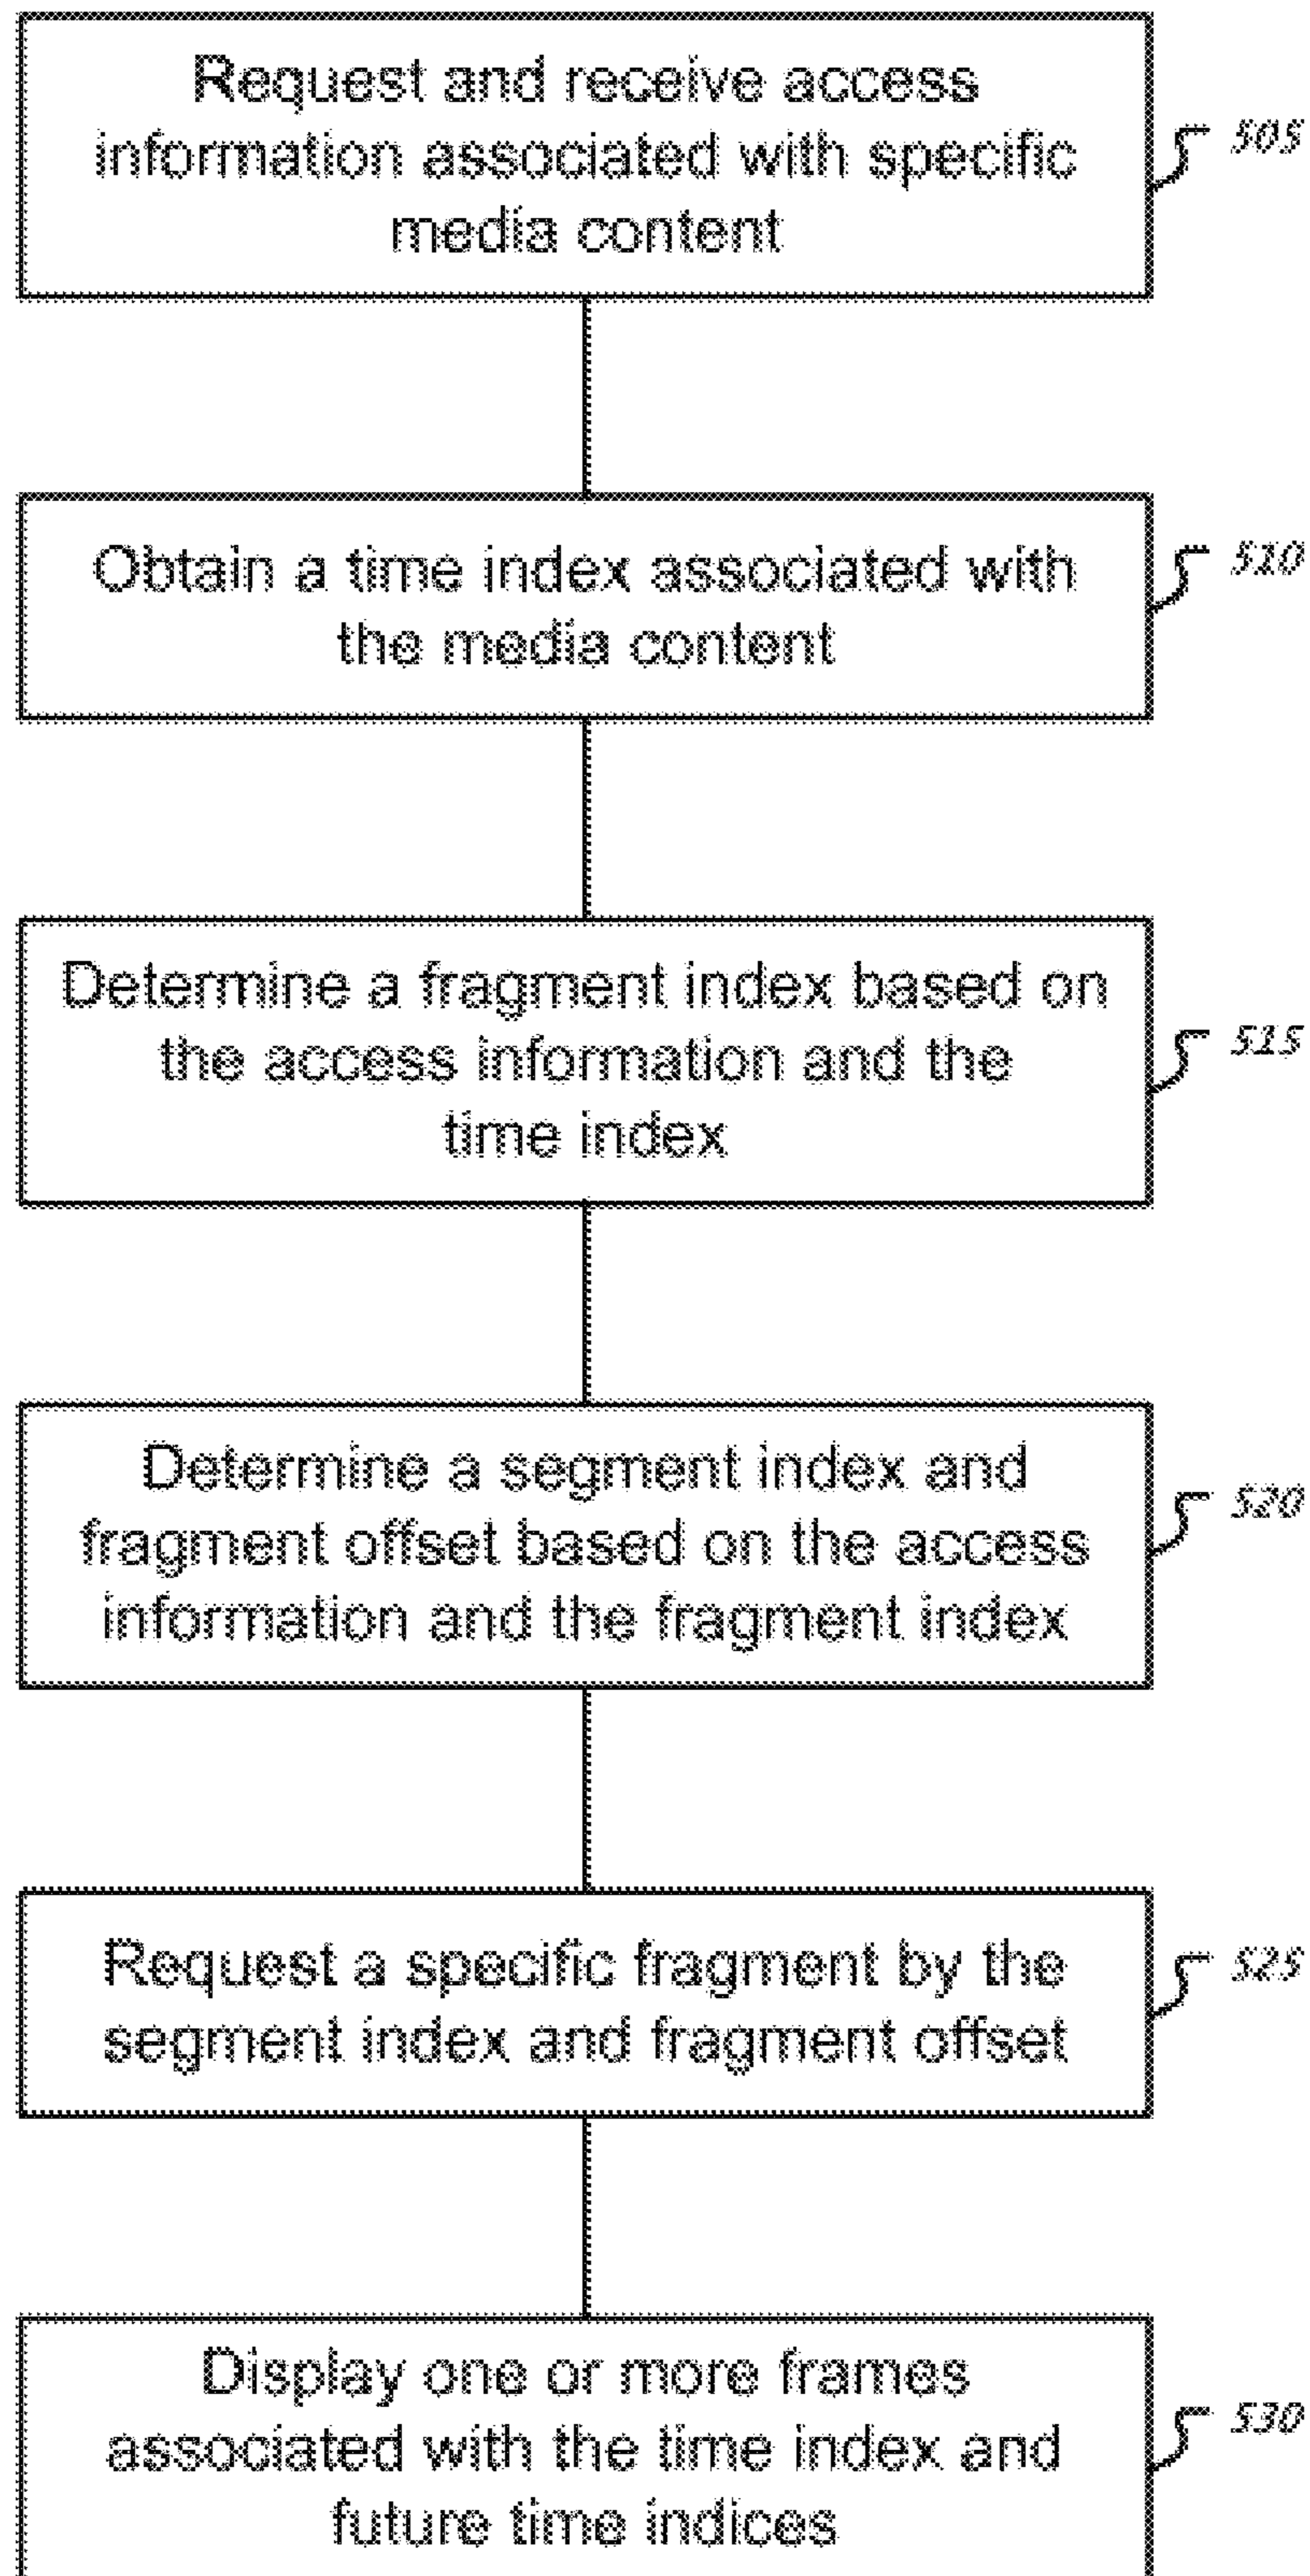 Request and receive access
information associated with specific
media content
505
Obtain a time index associated with
the media content
510
Determine a fragment index based on
the access information and the
time index
515
Determine a segment index and
fragment offset based on the access
information and the fragment index
520
Request a specific fragment by the
segment index and fragment offset
525
Display one or more frames
associated with the time index and
future time indices
530